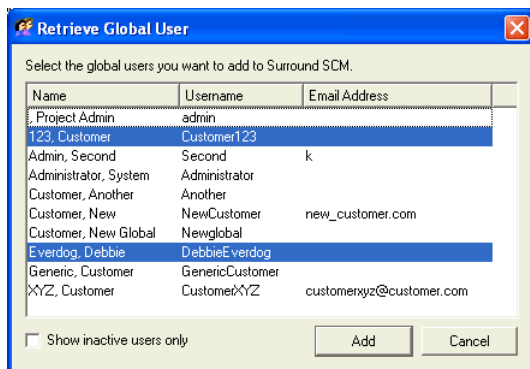 Retrieve Global User
Select the global users you want to add to Surround SCM.
Name Username Email Address
, Project Admin admin
123, Customer Customer123
Admin, Second Second k
Administrator, System Administrator
Customer, Another Another
Customer, New NewCustomer new_customer.com
Customer, New Global Newglobal
Everdog, Debbie DebbieEverdog
Generic, Customer GenericCustomer
XYZ, Customer CustomerXYZ customerxyz@customer.com
Show inactive users only Add Cancel